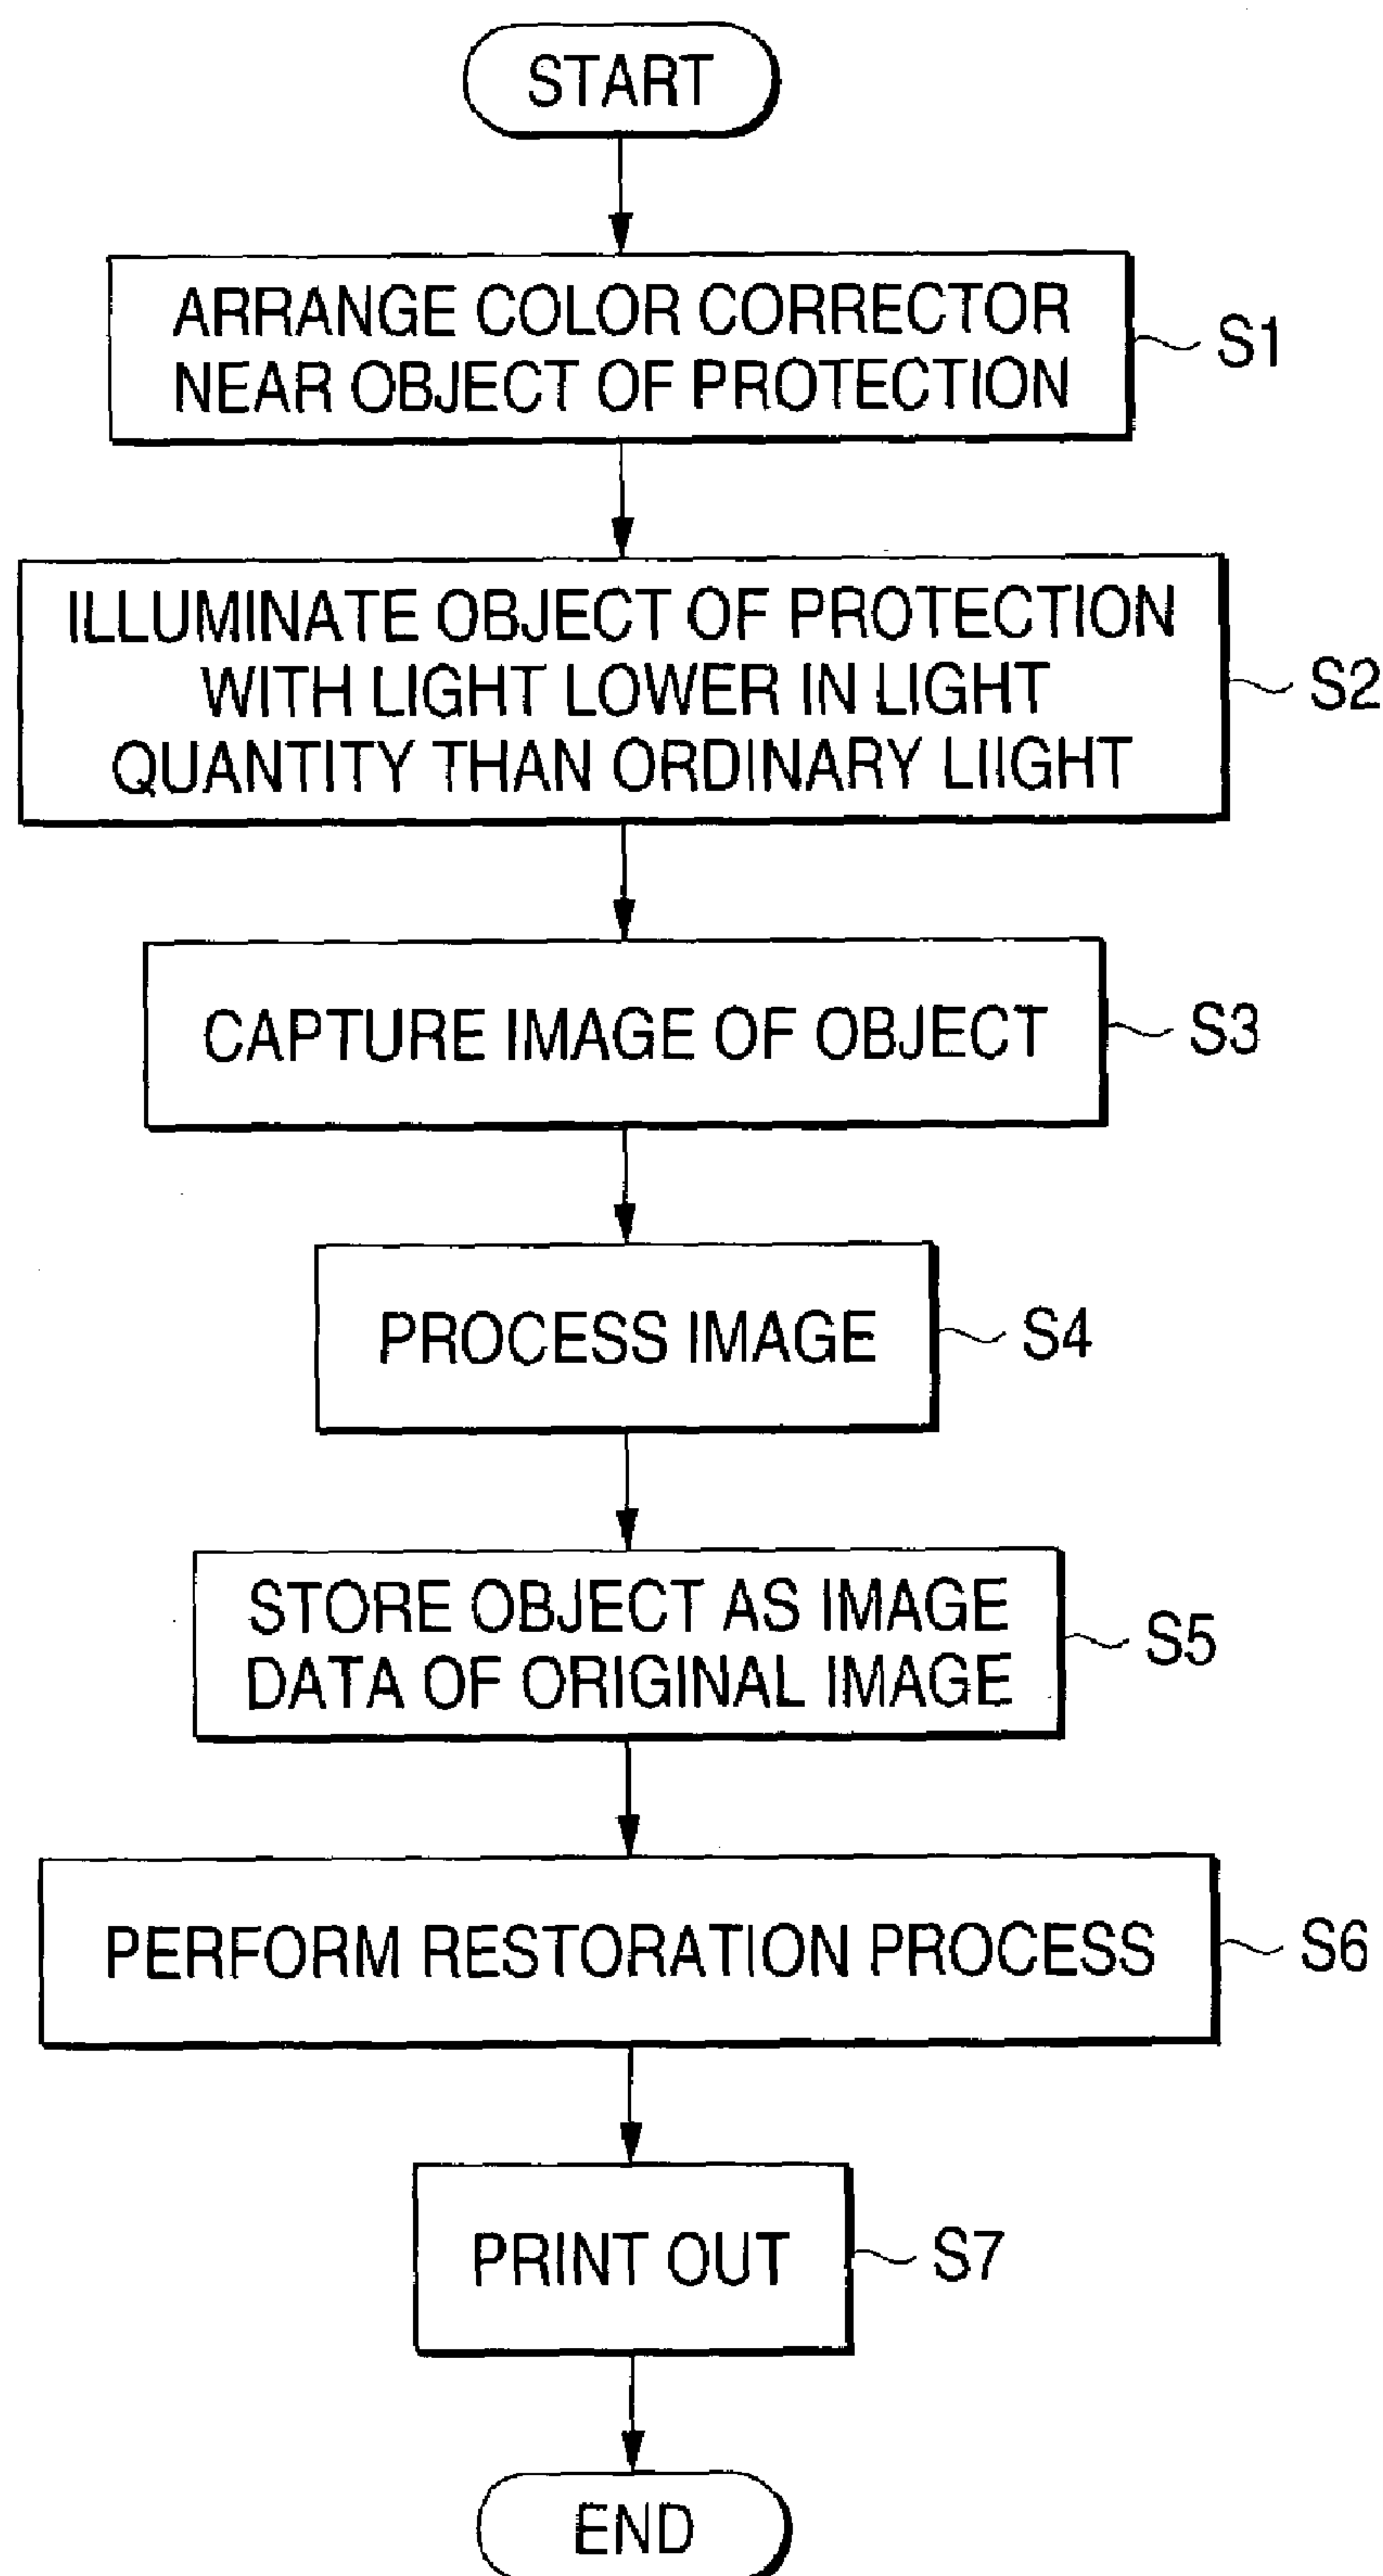 START
ARRANGE COLOR CORRECTOR
NEAR OBJECT OF PROTECTION
S1
ILLUMINATE OBJECT OF PROTECTION
WITH LIGHT LOWER IN LIGHT
QUANTITY THAN ORDINARY LIIGHT
S2
CAPTURE IMAGE OF OBJECT
S3
PROCESS IMAGE
S4
STORE OBJECT AS IMAGE
DATA OF ORIGINAL IMAGE
S5
PERFORM RESTORATION PROCESS
S6
PRINT OUT
S7
END